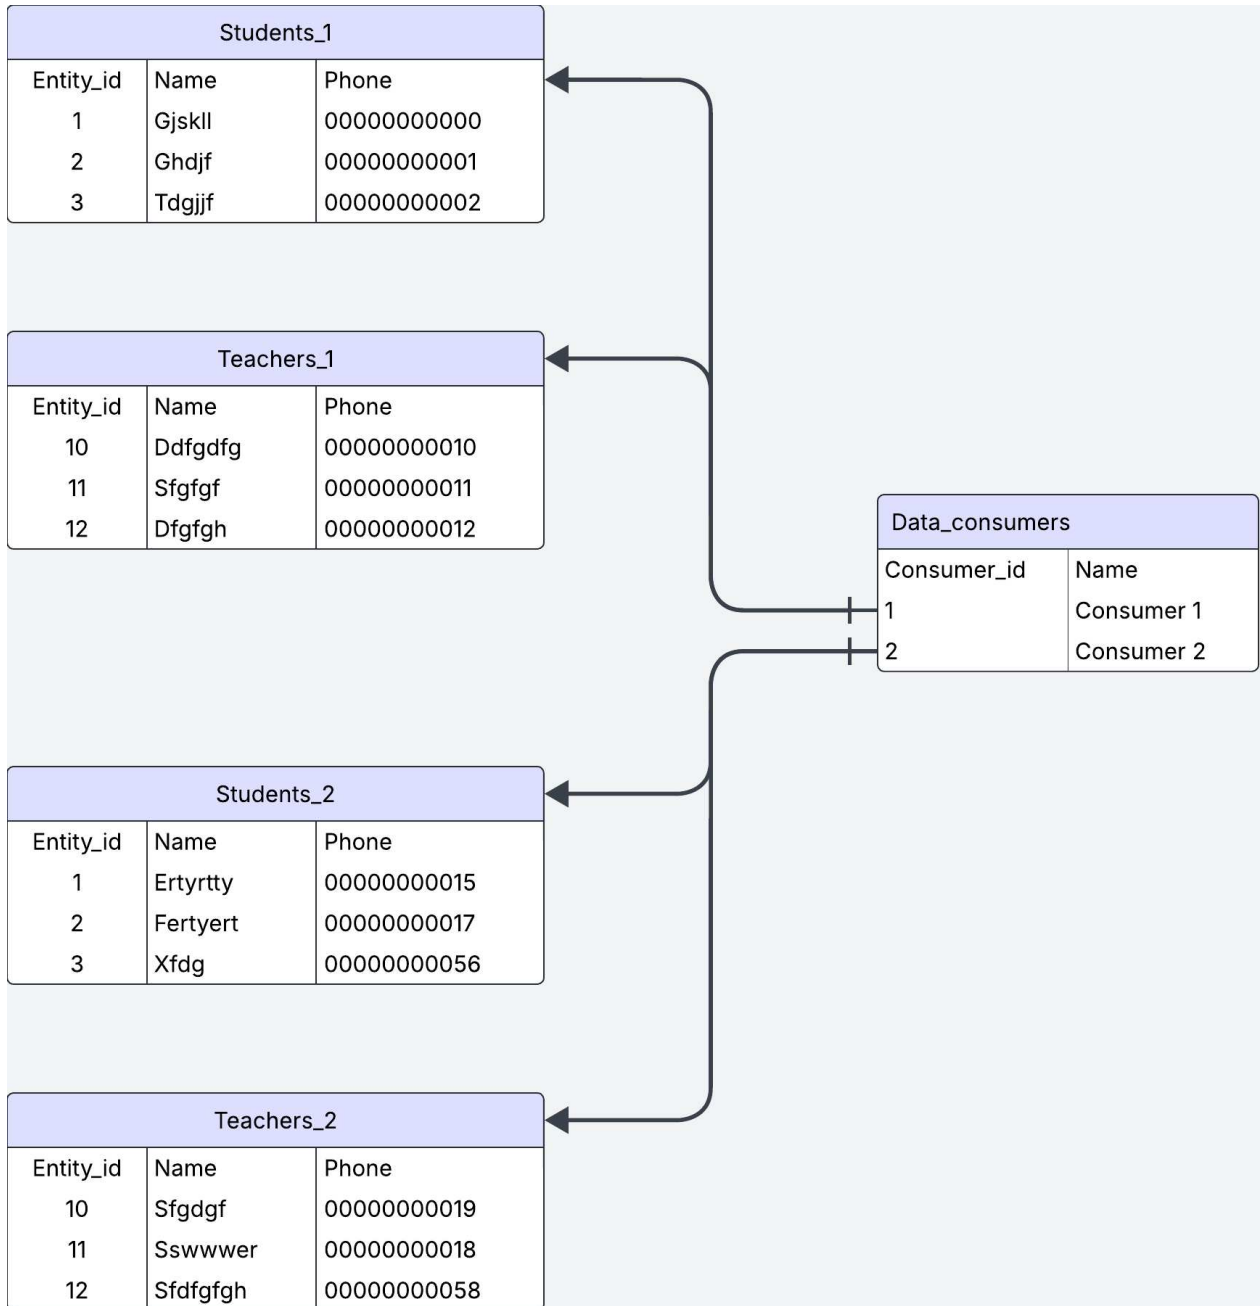 Students_1
Entity_id Name Phone
1 Gjskll 00000000000
2 Ghdjf 00000000001
3 Tdgjjf 00000000002
Teachers_1
Entity_id Name Phone
10 Ddfgdfg 00000000010
11 Sfgfgf 00000000011
12 Dfgfgh 00000000012
Data_consumers
Consumer_id Name
1 Consumer 1
2 Consumer 2
Students_2
Entity_id Name Phone
1 Ertyrtty 00000000015
2 Fertyert 00000000017
3 Xfdg 00000000056
Teachers_2
Entity_id Name Phone
10 Sfgdgf 00000000019
11 Sswwwer 00000000018
12 Sfdfgfgh 00000000058